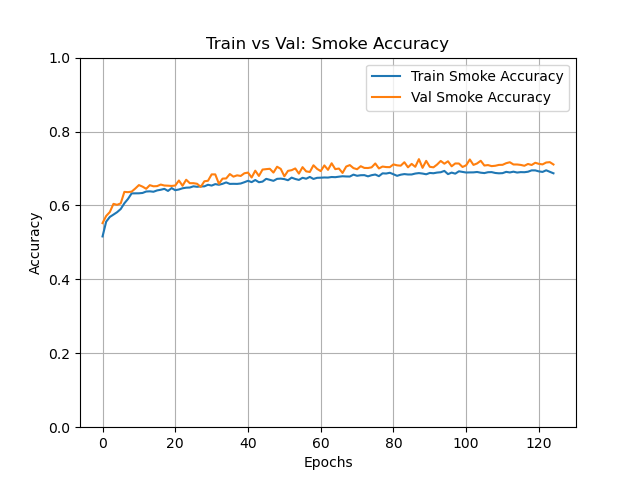 Train vs Val: Smoke Accuracy
Train Smoke Accuracy
Val Smoke Accuracy
Accuracy
1.0
0.8
0.6
0.4
0.2
0.0
0 20 40 60 80 100 120
Epochs